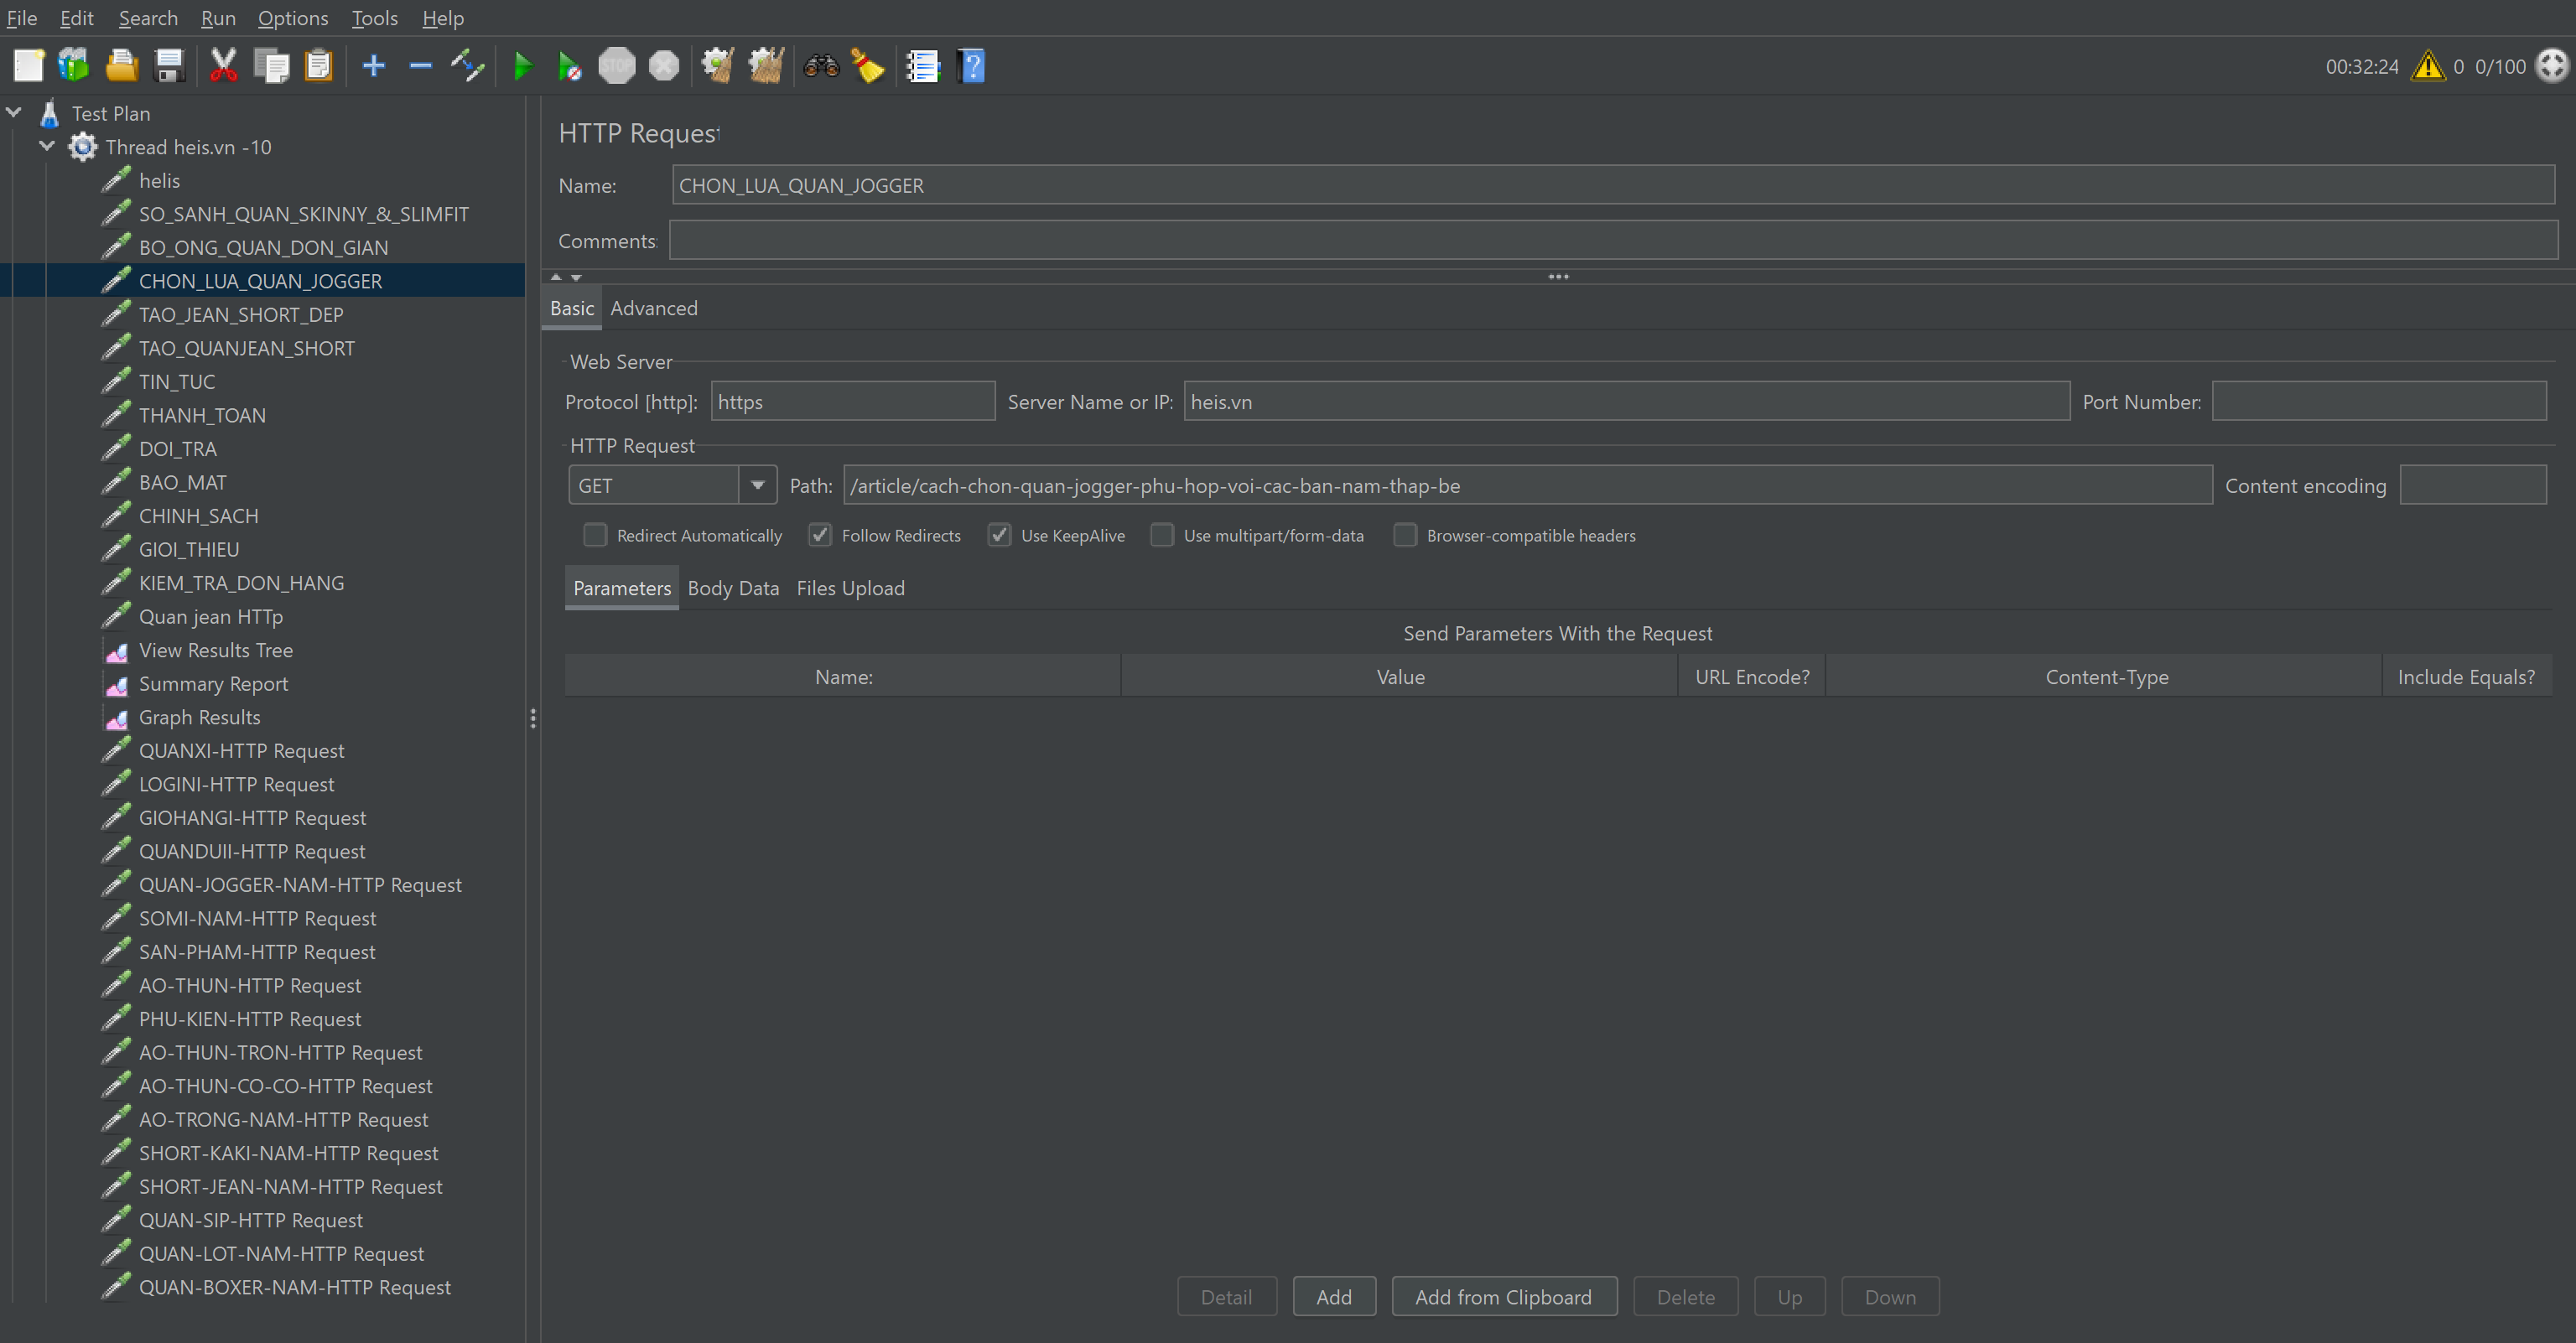 File Edit Search Run Options Tools Help
STOP
00:32:24 0 0/100
Test Plan
Thread heis.vn -10
helis
SO_SANH_QUAN_SKINNY_&_SLIMFIT
BO_ONG_QUAN_DON_GIAN
CHON_LUA_QUAN_JOGGER
TAO_JEAN_SHORT_DEP
TAO_QUANJEAN_SHORT
TIN_TUC
THANH_TOAN
DOI_TRA
BAO_MAT
CHINH_SACH
GIOI_THIEU
KIEM_TRA_DON_HANG
Quan jean HTTp
View Results Tree
Summary Report
Graph Results
QUANXI-HTTP Request
LOGINI-HTTP Request
GIOHANGI-HTTP Request
QUANDUII-HTTP Request
QUAN-JOGGER-NAM-HTTP Request
SOMI-NAM-HTTP Request
SAN-PHAM-HTTP Request
AO-THUN-HTTP Request
PHU-KIEN-HTTP Request
AO-THUN-TRON-HTTP Request
AO-THUN-CO-CO-HTTP Request
AO-TRONG-NAM-HTTP Request
SHORT-KAKI-NAM-HTTP Request
SHORT-JEAN-NAM-HTTP Request
QUAN-SIP-HTTP Request
QUAN-LOT-NAM-HTTP Request
QUAN-BOXER-NAM-HTTP Request
HTTP Request
Name: CHON_LUA_QUAN_JOGGER
Comments:
Basic Advanced
Web Server
Protocol [http]: https Server Name or IP: heis.vn Port Number:
HTTP Request
GET Path: /article/cach-chon-quan-jogger-phu-hop-voi-cac-ban-nam-thap-be Content encoding
Redirect Automatically Follow Redirects Use KeepAlive Use multipart/form-data Browser-compatible headers
Parameters Body Data Files Upload
Send Parameters With the Request
Name: Value URL Encode? Content-Type Include Equals?
Detail Add Add from Clipboard Delete Up Down